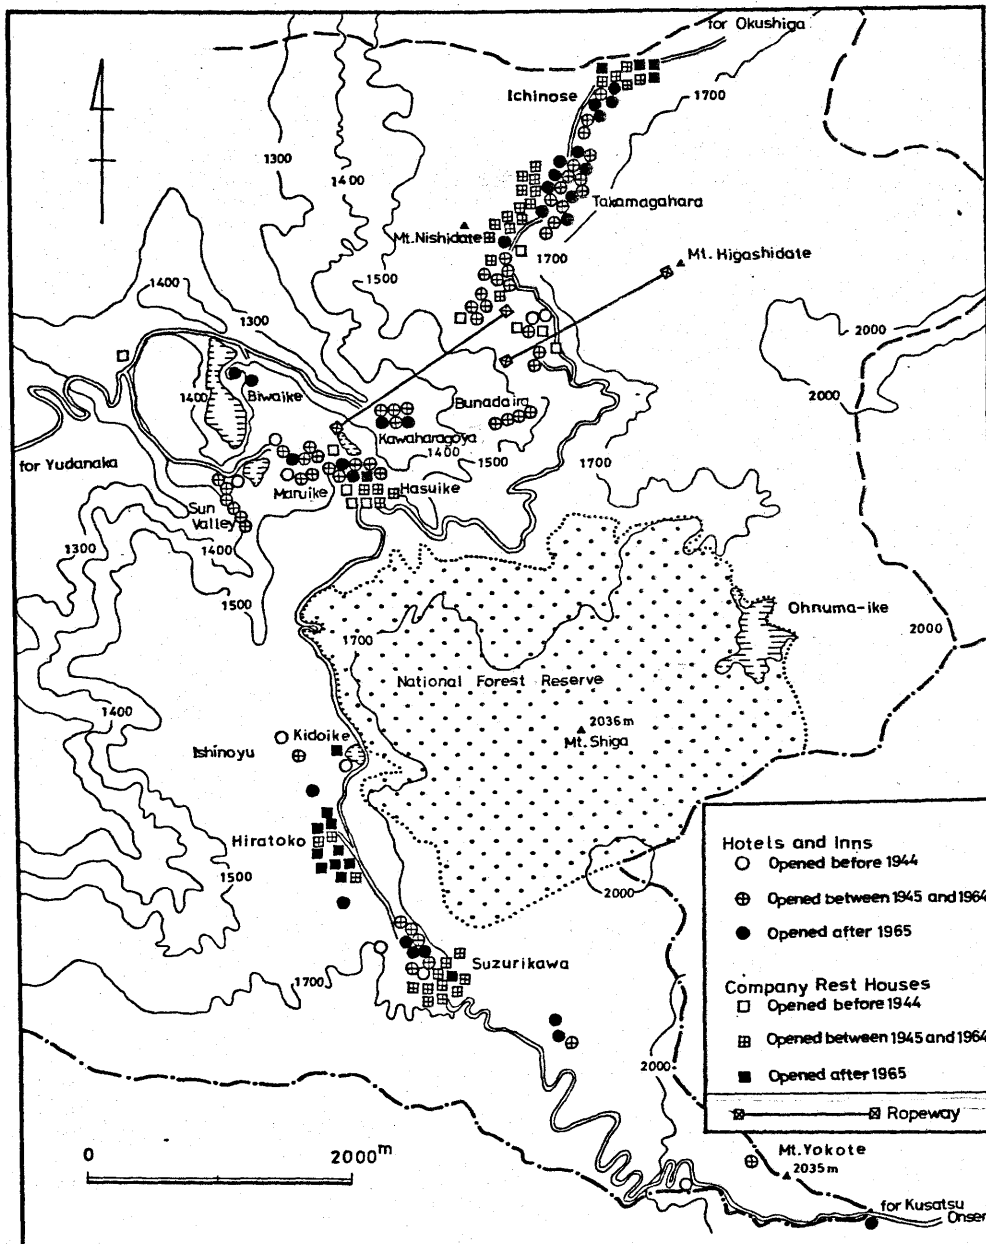 for Okushiga
Ichinose
1700
1300
1400
Takamagahara
Mt.Nishidate
1700
Mt. Higashidate
1500
1400
1300
2000
2000
1400
Biwaike
Bunadaira
Kawaharagoya
1400
1500
1700
for Yudanaka
Maruike
Hasuike
Sun
Valley
1300
1400
1500
Ohnuma-ike
2000
1700
National Forest Reserve
2036 m
Mt. Shiga
1400
Kidoike
Ishinoyu
Hiratoko
1500
2000
Suzurikawa
1700
2000
Hotels and Inns
Opened before 1944
Opened between 1945 and 1964
Opened after 1965
Company Rest Houses
Opened before 1944
Opened between 1945 and 1964
Opened after 1965
Ropeway
0 2000m
Mt.Yokote
2035m
for Kusatsu
Onsen